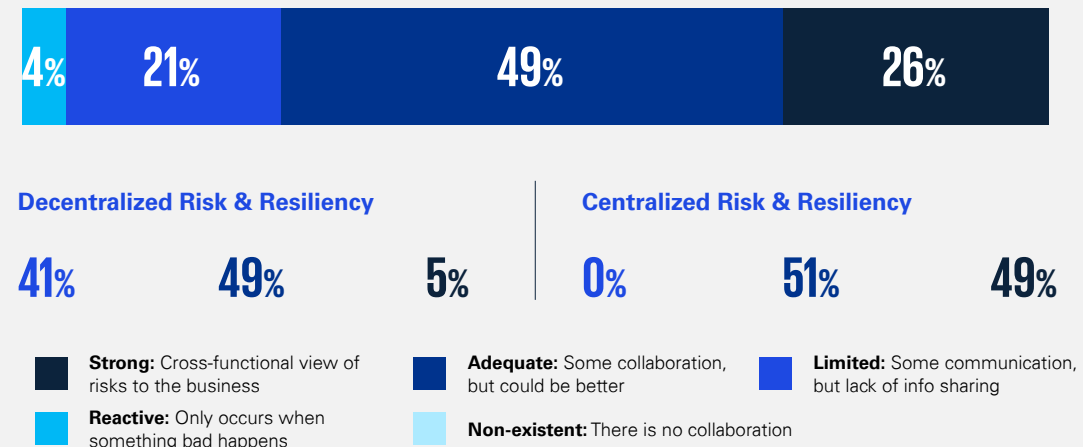 4%
21%
49%
26%
Decentralized Risk & Resiliency
41%
49%
5%
Centralized Risk & Resiliency
0%
51%
49%
Strong: Cross-functional view of
risks to the business
Adequate: Some collaboration,
but could be better
Limited: Some communication,
but lack of info sharing
Reactive: Only occurs when
something bad happens
Non-existent: There is no collaboration